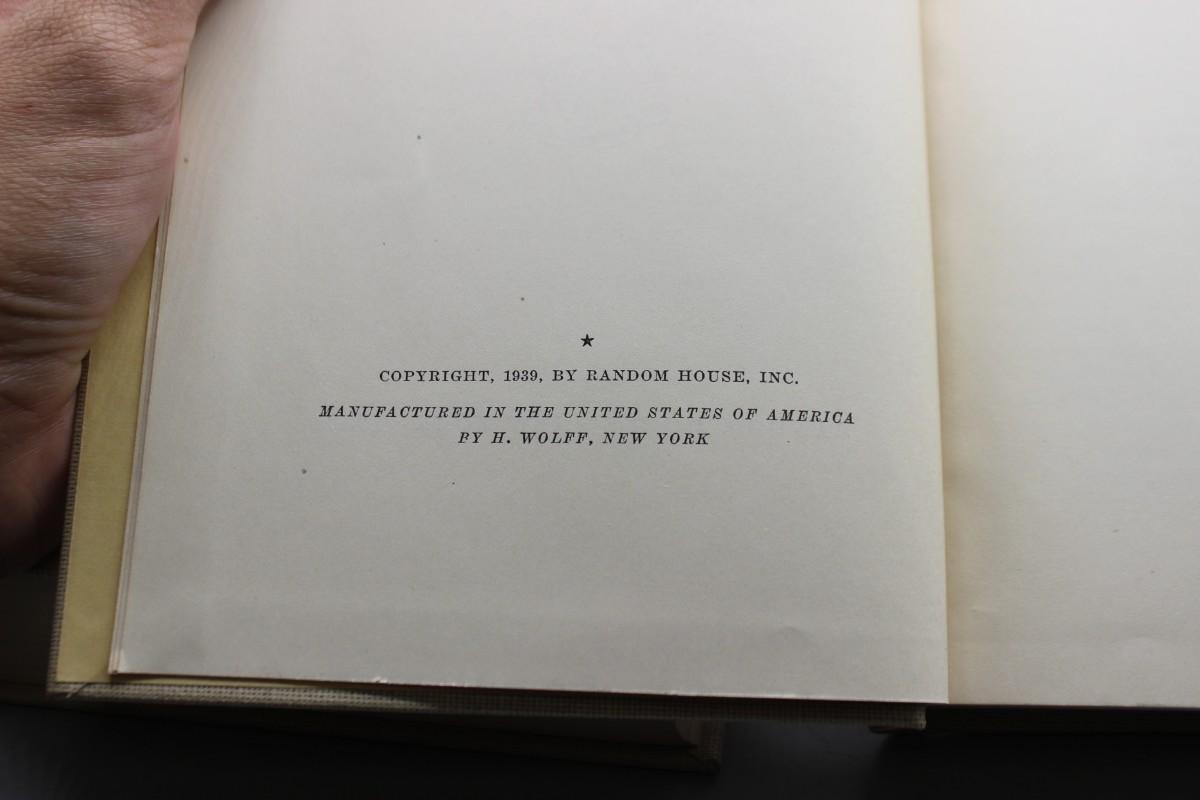 ★
COPYRIGHT, 1939, BY RANDOM HOUSE, INC.
MANUFACTURED IN THE UNITED STATES OF AMERICA
BY H. WOLFF, NEW YORK